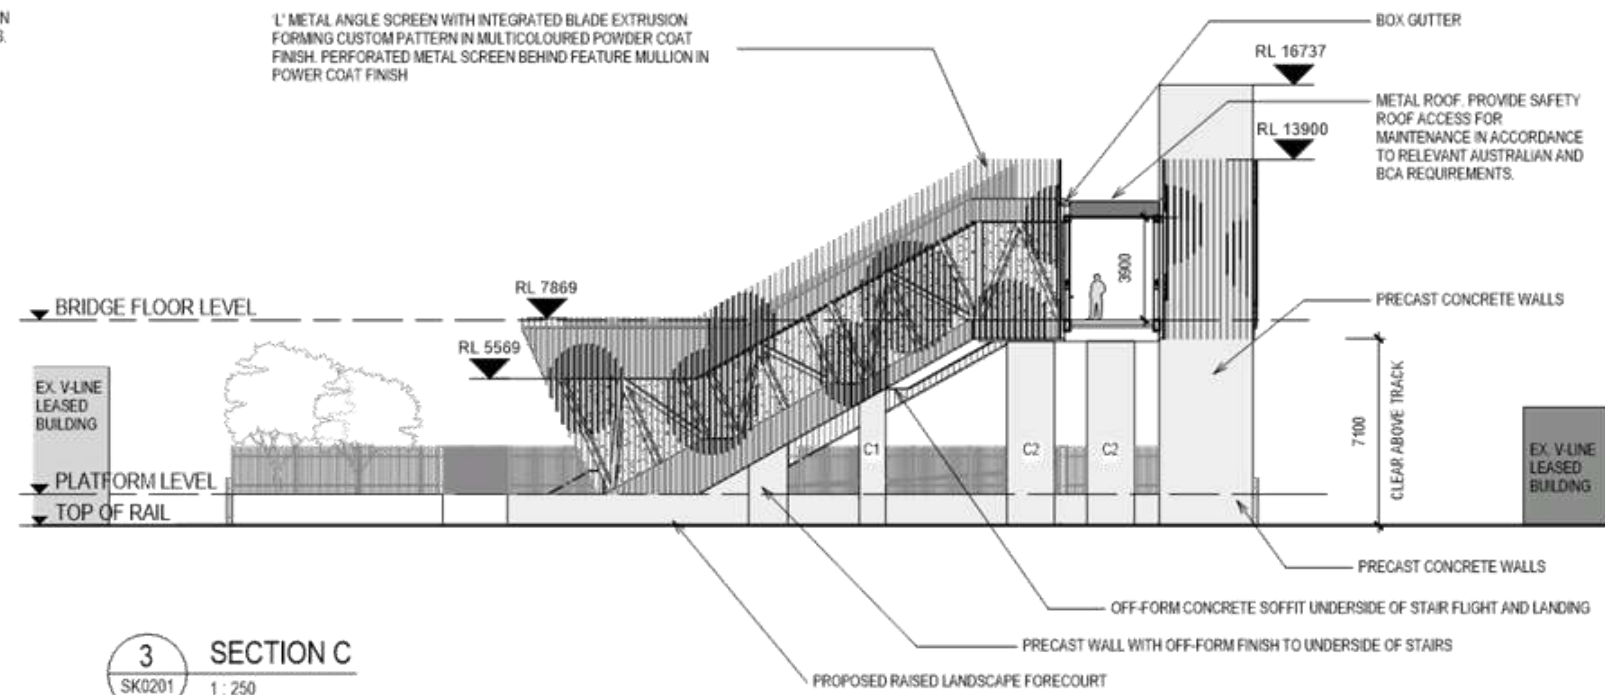 N
S.
'L' METAL ANGLE SCREEN WITH INTEGRATED BLADE EXTRUSION
FORMING CUSTOM PATTERN IN MULTICOLOURED POWDER COAT
FINISH. PERFORATED METAL SCREEN BEHIND FEATURE MULLION IN
POWER COAT FINISH
BOX GUTTER
RL 16737
METAL ROOF. PROVIDE SAFETY
ROOF ACCESS FOR
MAINTENANCE IN ACCORDANCE
TO RELEVANT AUSTRALIAN AND
BCA REQUIREMENTS.
RL 13900
3900
RL 7869
BRIDGE FLOOR LEVEL
PRECAST CONCRETE WALLS
RL 5569
EX. V-LINE
LEASED
BUILDING
7100
CLEAR ABOVE TRACK
C1
C2
C2
EX. V-LINE
LEASED
BUILDING
PLATFORM LEVEL
TOP OF RAIL
PRECAST CONCRETE WALLS
OFF-FORM CONCRETE SOFFIT UNDERSIDE OF STAIR FLIGHT AND LANDING
PRECAST WALL WITH OFF-FORM FINISH TO UNDERSIDE OF STAIRS
PROPOSED RAISED LANDSCAPE FORECOURT
3
SK0201
SECTION C
1 : 250